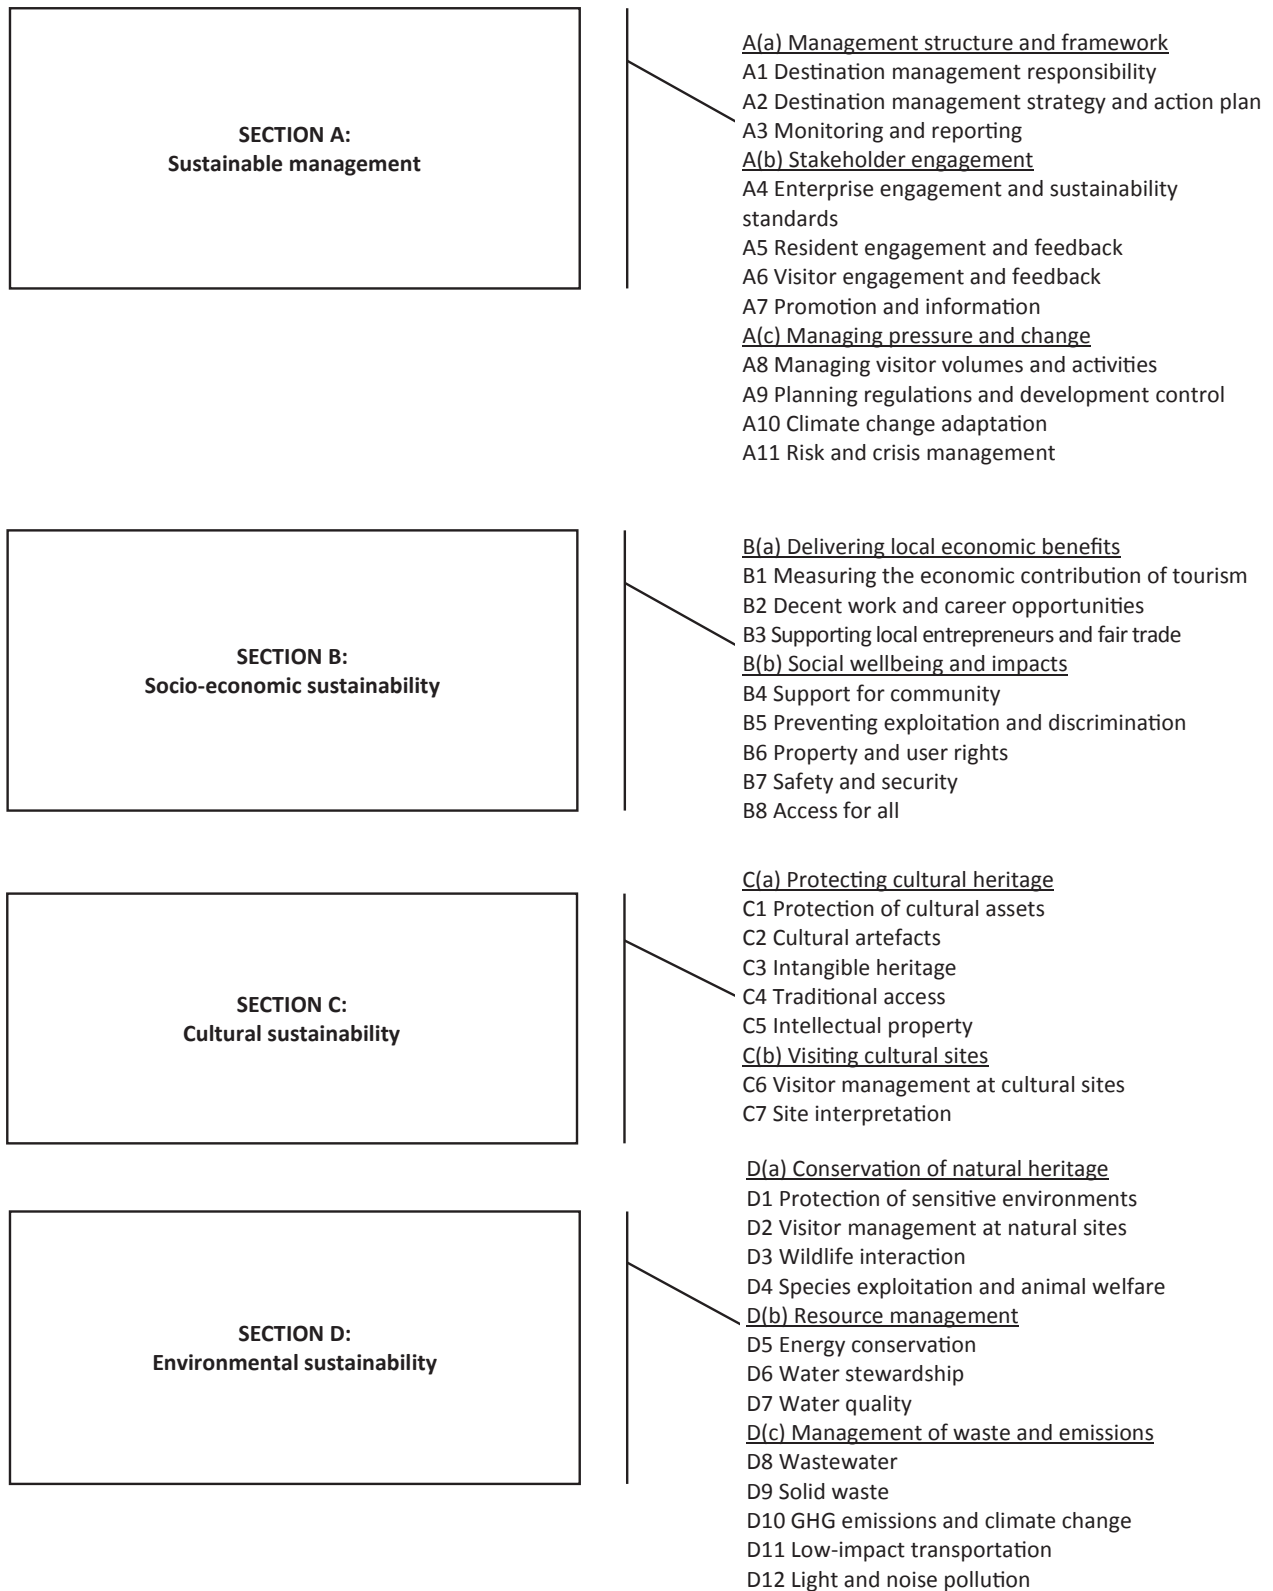 SECTION A:
Sustainable management
A(a) Management structure and framework
A1 Destination management responsibility
A2 Destination management strategy and action plan
A3 Monitoring and reporting
A(b) Stakeholder engagement
A4 Enterprise engagement and sustainability
standards
A5 Resident engagement and feedback
A6 Visitor engagement and feedback
A7 Promotion and information
A(c) Managing pressure and change
A8 Managing visitor volumes and activities
A9 Planning regulations and development control
A10 Climate change adaptation
A11 Risk and crisis management
SECTION B:
Socio-economic sustainability
B(a) Delivering local economic benefits
B1 Measuring the economic contribution of tourism
B2 Decent work and career opportunities
B3 Supporting local entrepreneurs and fair trade
B(b) Social wellbeing and impacts
B4 Support for community
B5 Preventing exploitation and discrimination
B6 Property and user rights
B7 Safety and security
B8 Access for all
SECTION C:
Cultural sustainability
C(a) Protecting cultural heritage
C1 Protection of cultural assets
C2 Cultural artefacts
C3 Intangible heritage
C4 Traditional access
C5 Intellectual property
C(b) Visiting cultural sites
C6 Visitor management at cultural sites
C7 Site interpretation
SECTION D:
Environmental sustainability
D(a) Conservation of natural heritage
D1 Protection of sensitive environments
D2 Visitor management at natural sites
D3 Wildlife interaction
D4 Species exploitation and animal welfare
D(b) Resource management
D5 Energy conservation
D6 Water stewardship
D7 Water quality
D(c) Management of waste and emissions
D8 Wastewater
D9 Solid waste
D10 GHG emissions and climate change
D11 Low-impact transportation
D12 Light and noise pollution